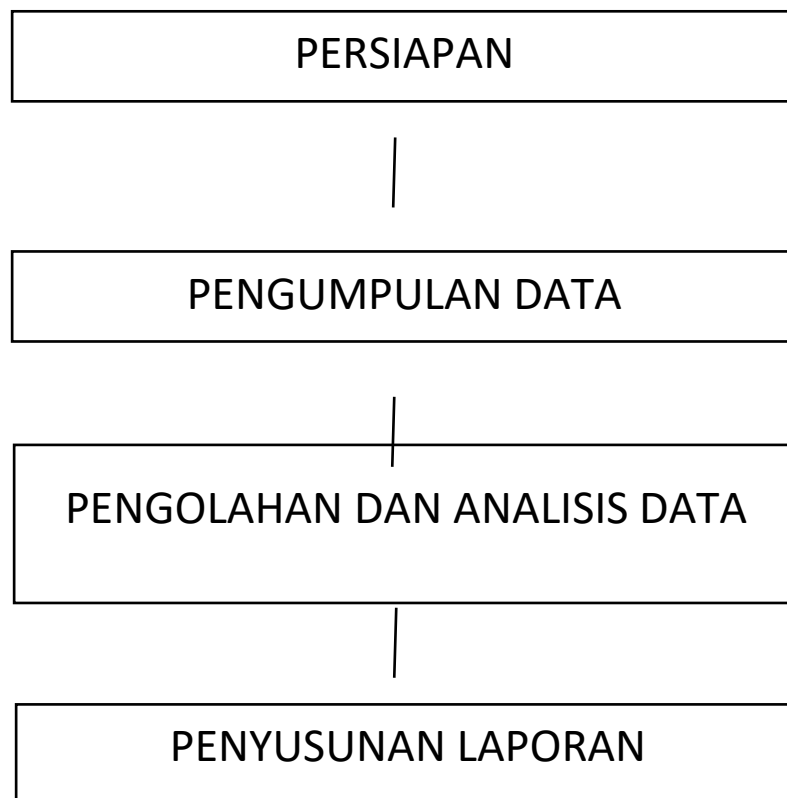 PERSIAPAN
PENGUMPULAN DATA
PENGOLAHAN DAN ANALISIS DATA
PENYUSUNAN LAPORAN